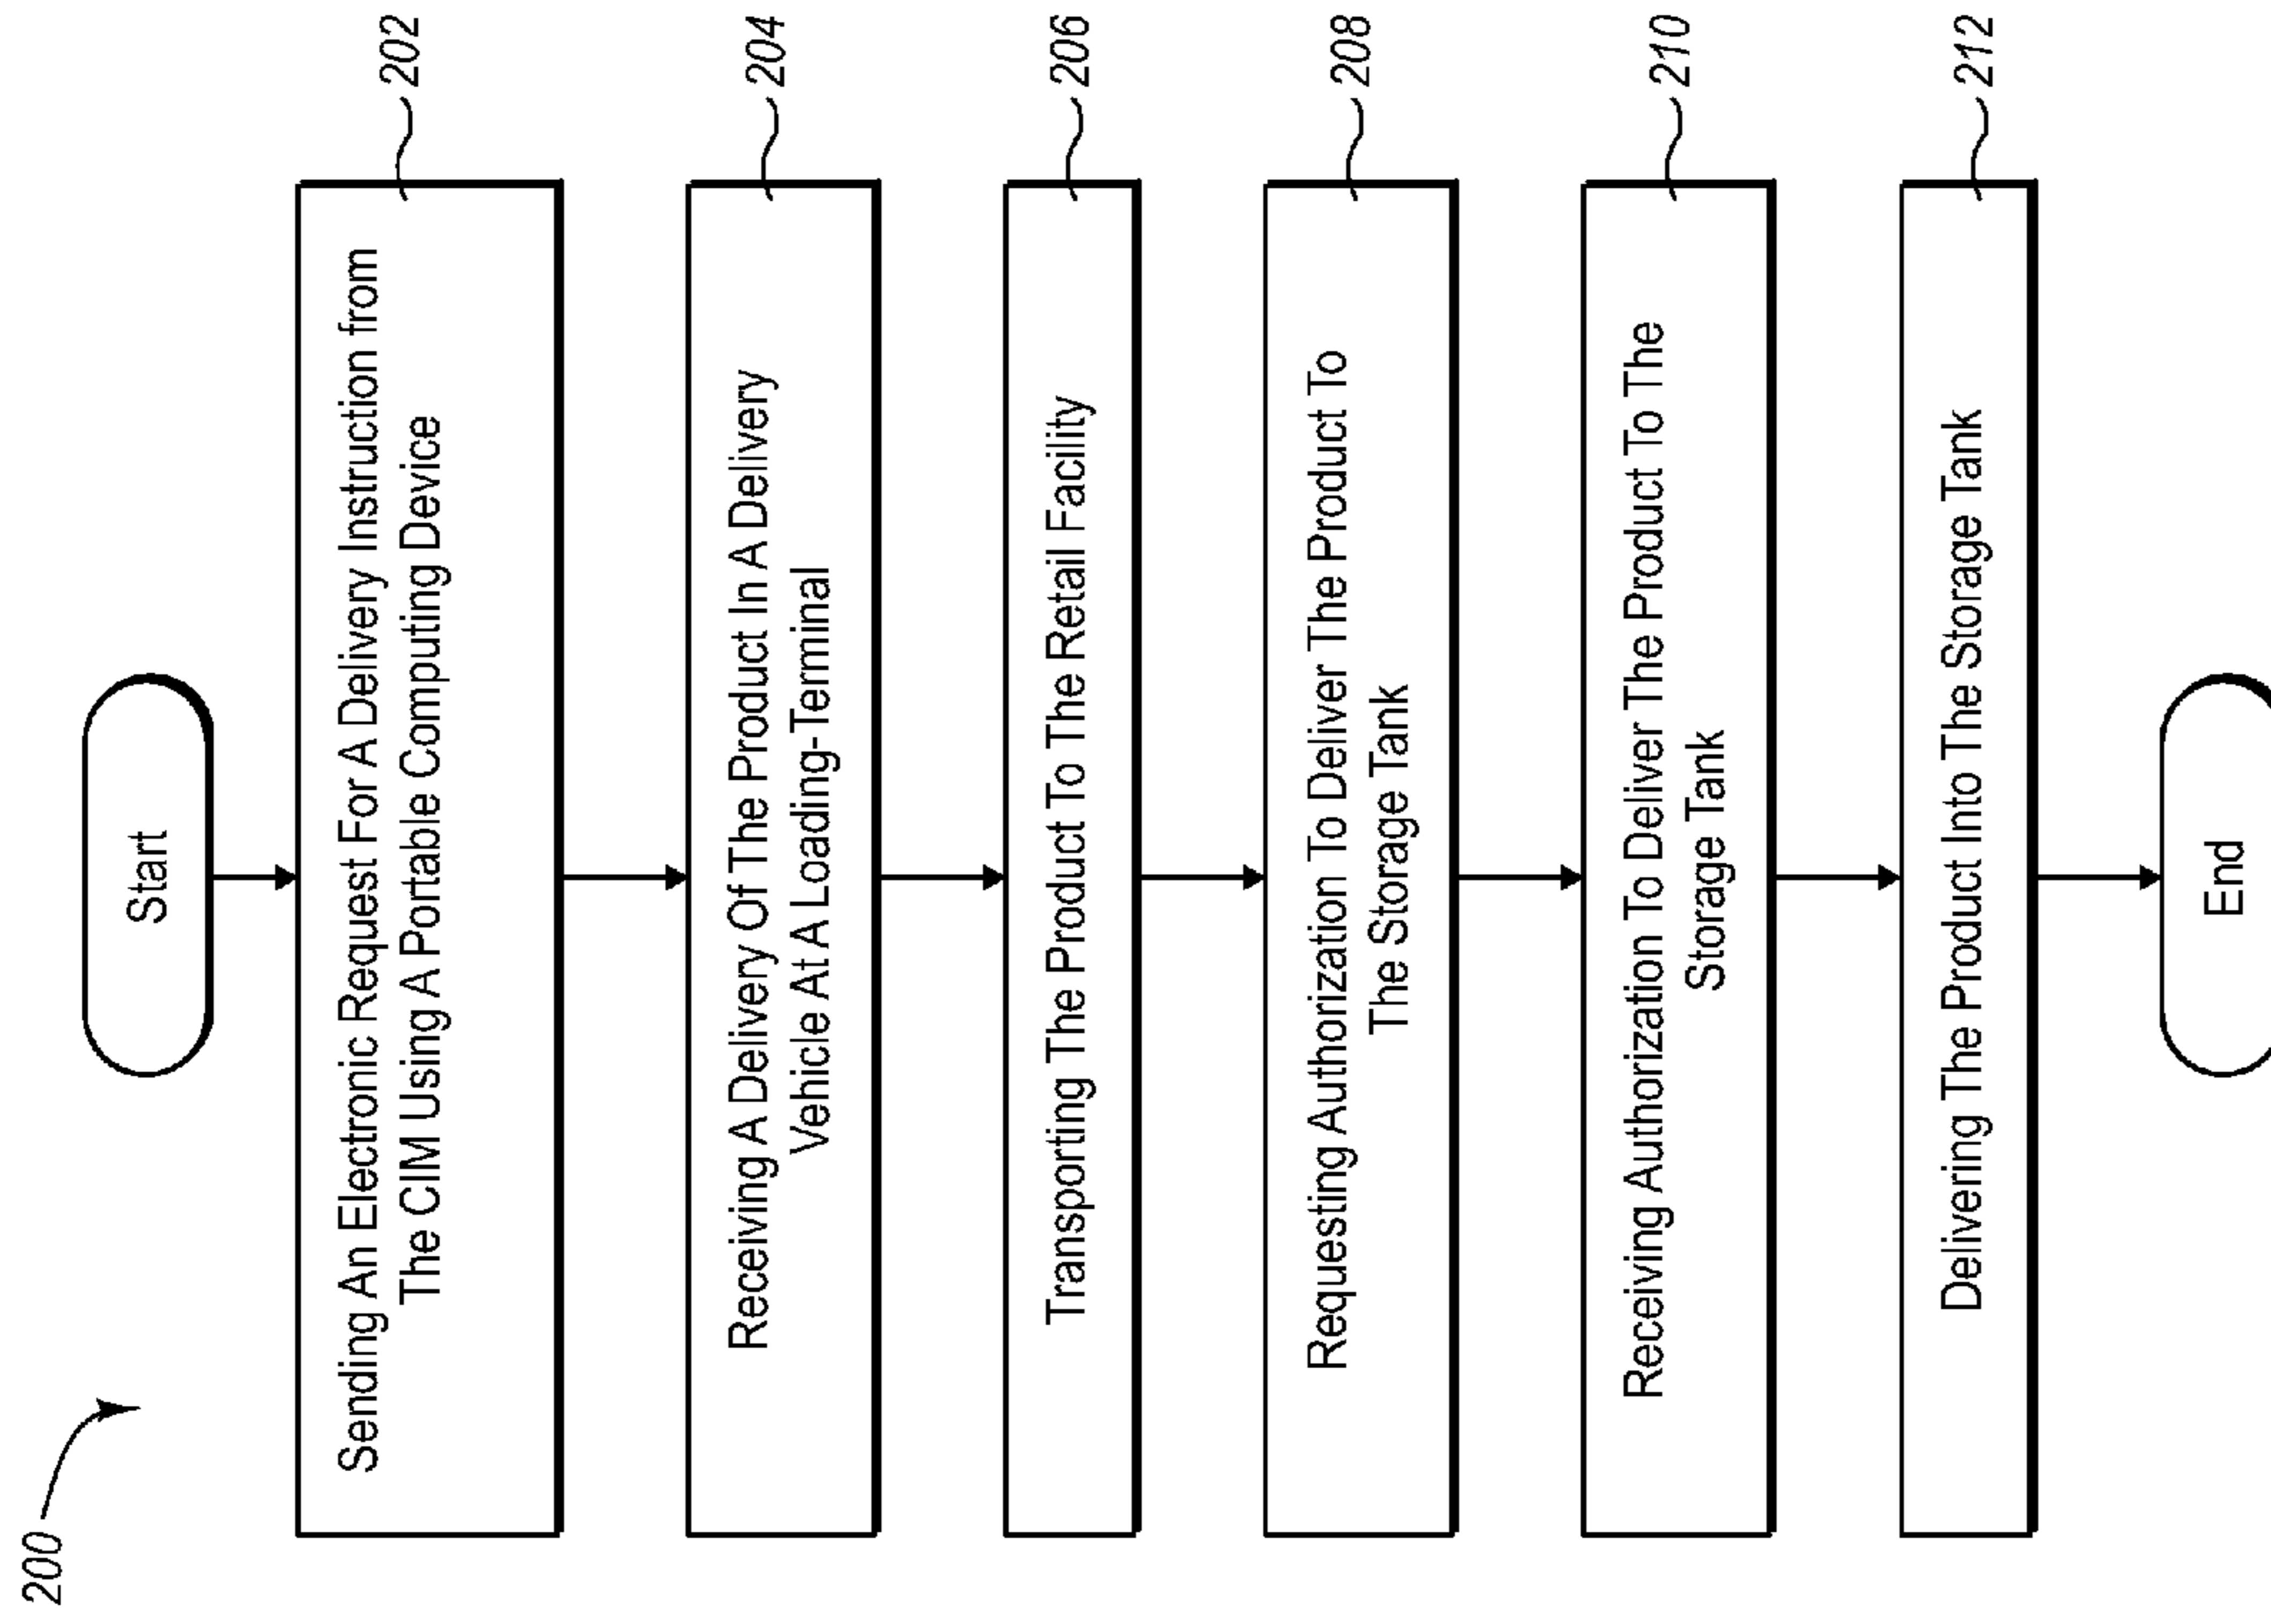 200
Start
Sending An Electronic Request For A Delivery Instruction from
The CIM Using A Portable Computing Device
202
Receiving A Delivery Of The Product In A Delivery
Vehicle At A Loading-Terminal
204
Transporting The Product To The Retail Facility
206
Requesting Authorization To Deliver The Product To
The Storage Tank
208
Receiving Authorization To Deliver The Product To The
Storage Tank
210
Delivering The Product Into The Storage Tank
212
End